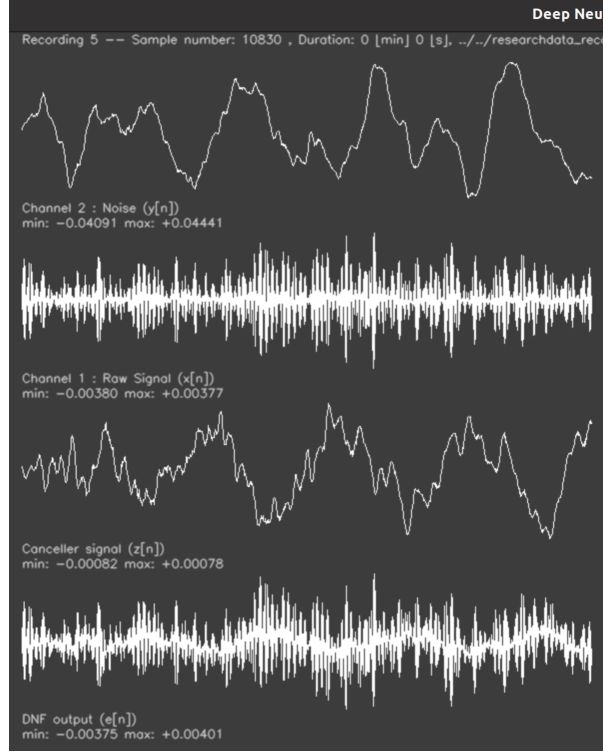 Deep Neu
Recording 5 -- Sample number: 10830 , Duration: 0 [min] 0 [s], ../../researchdata_reco
Channel 2 : Noise (y[n])
min: -0.04091 max: +0.04441
Channel 1 : Raw Signal (x[n])
min: -0.00380 max: +0.00377
Canceller signal (z[n])
min: -0.00082 max: +0.00078
DNF output (e[n])
min: -0.00375 max: +0.00401